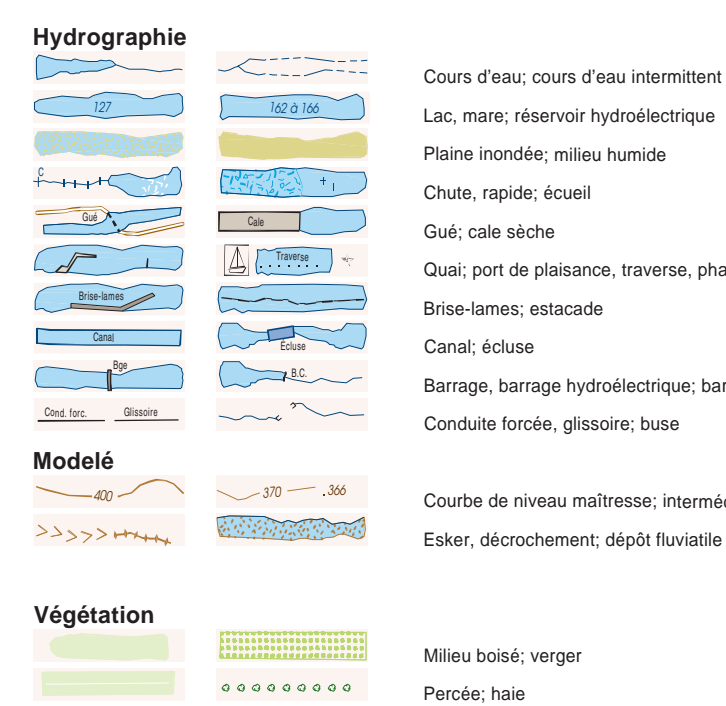 Hydrographie
Cours d'eau; cours d'eau intermittent
127 162 à 166 Lac, mare; réservoir hydroélectrique
Plaine inondée; milieu humide
C Chute, rapide; écueil
Gué Cale Gué; cale sèche
Traverse Quai; port de plaisance, traverse, pha
Brise-lames Brise-lames; estacade
Canal Écluse Canal; écluse
Bge B.C. Barrage, barrage hydroélectrique; bar
Cond. forc. Glissoire Conduite forcée, glissoire; buse
Modelé
400 370 .366 Courbe de niveau maîtresse; interméd
Esker, décrochement; dépôt fluviatile
Végétation
Milieu boisé; verger
Percée; haie